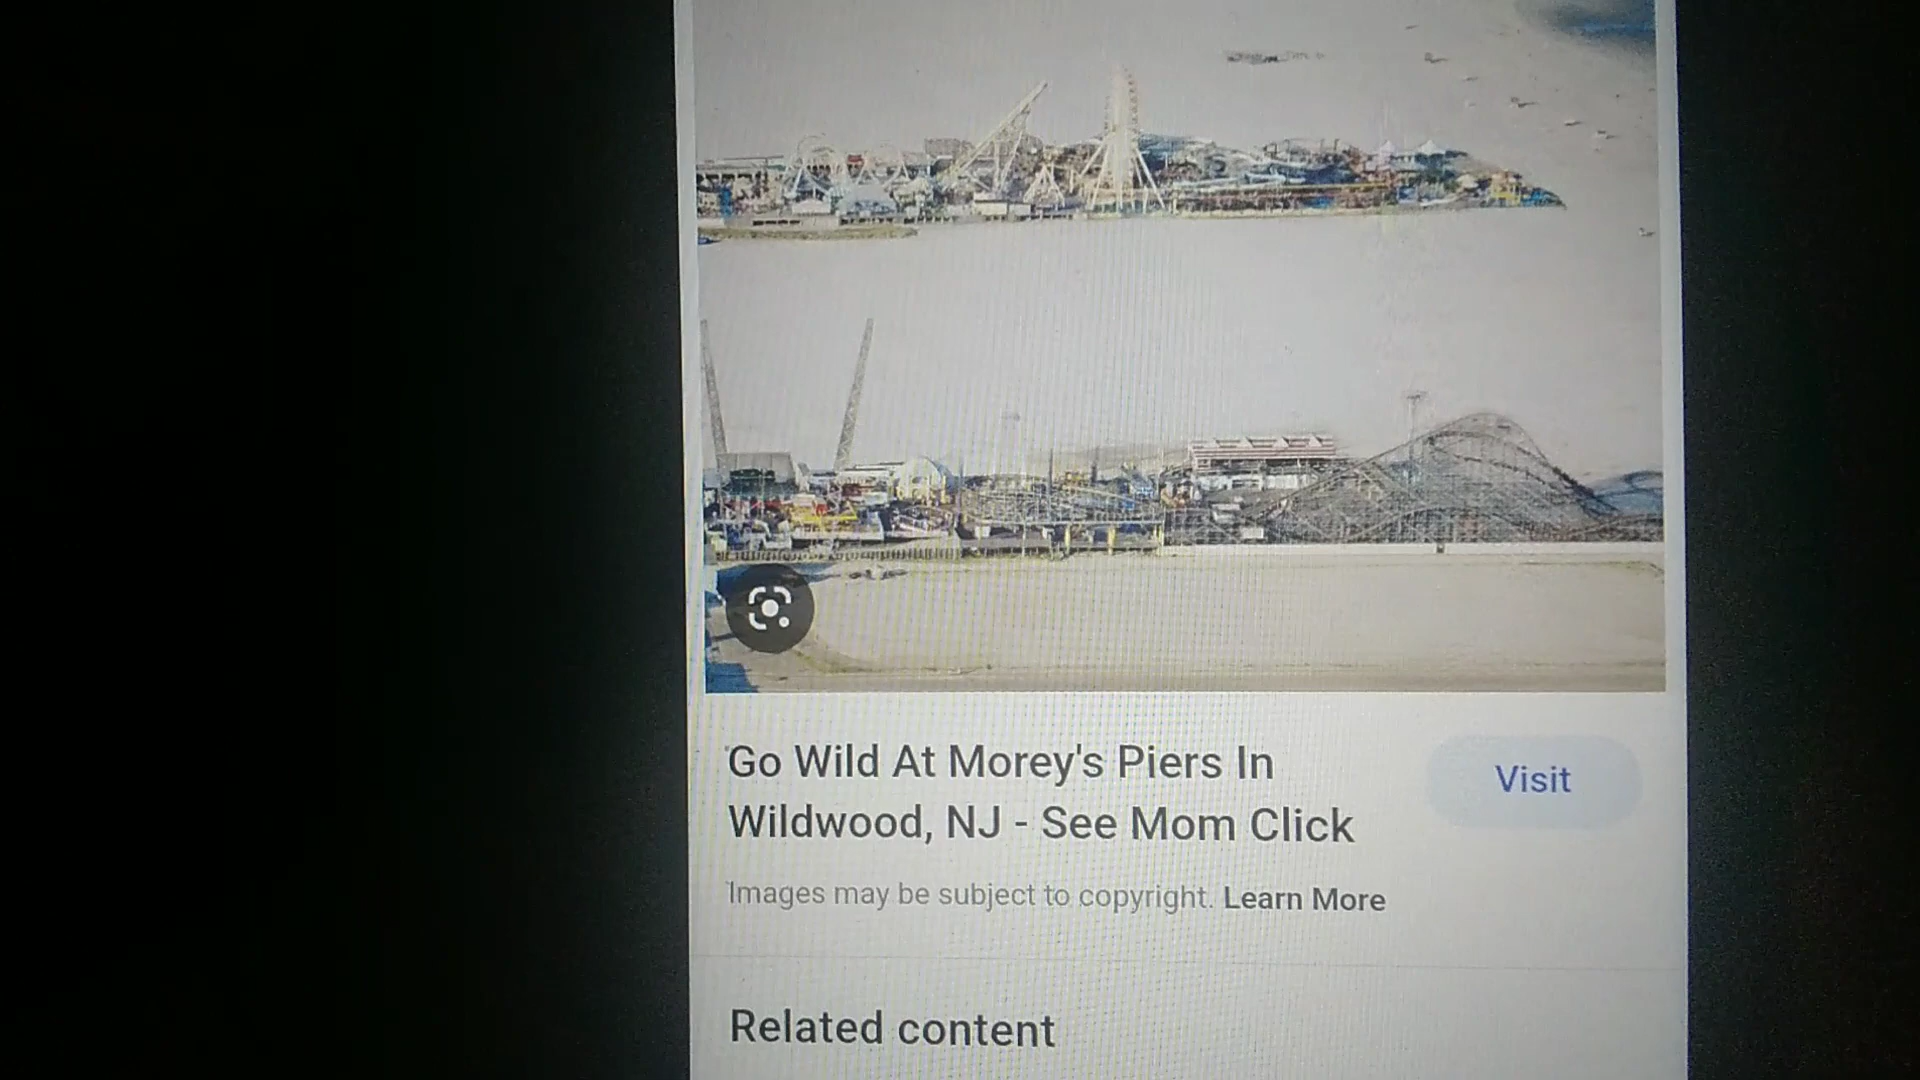 Go Wild At Morey's Piers In
Wildwood, NJ - See Mom Click
Visit
Images may be subject to copyright. Learn More
Related content